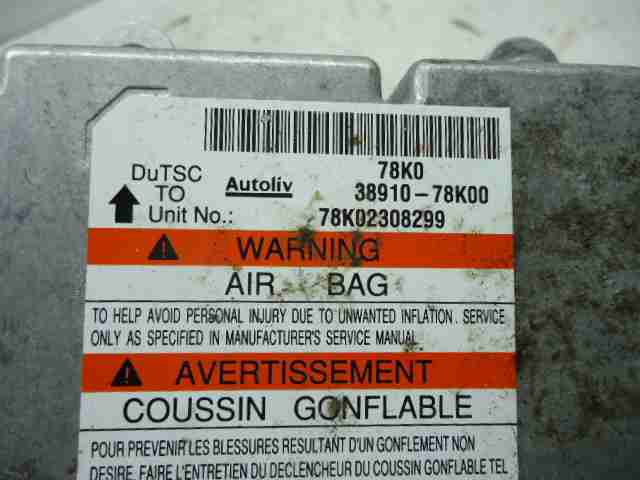 78K0
DuTSC Autoliv 38910-78K00
TO
Unit No.: 78K02308299
WARNING
AIR BAG
TO HELP AVOID PERSONAL INJURY DUE TO UNWANTED INFLATION. SERVICE
ONLY AS SPECIFIED IN MANUFACTURER'S SERVICE MANUAL
AVERTISSEMENT
COUSSIN GONFLABLE
POUR PREVENIR LES BLESSURES RESULTANT D'UN GONFLEMENT NON
DESIRE, FAIRE L'ENTRETIEN DU DECLENCHEUR DU COUSSIN GONFLABLE TEL